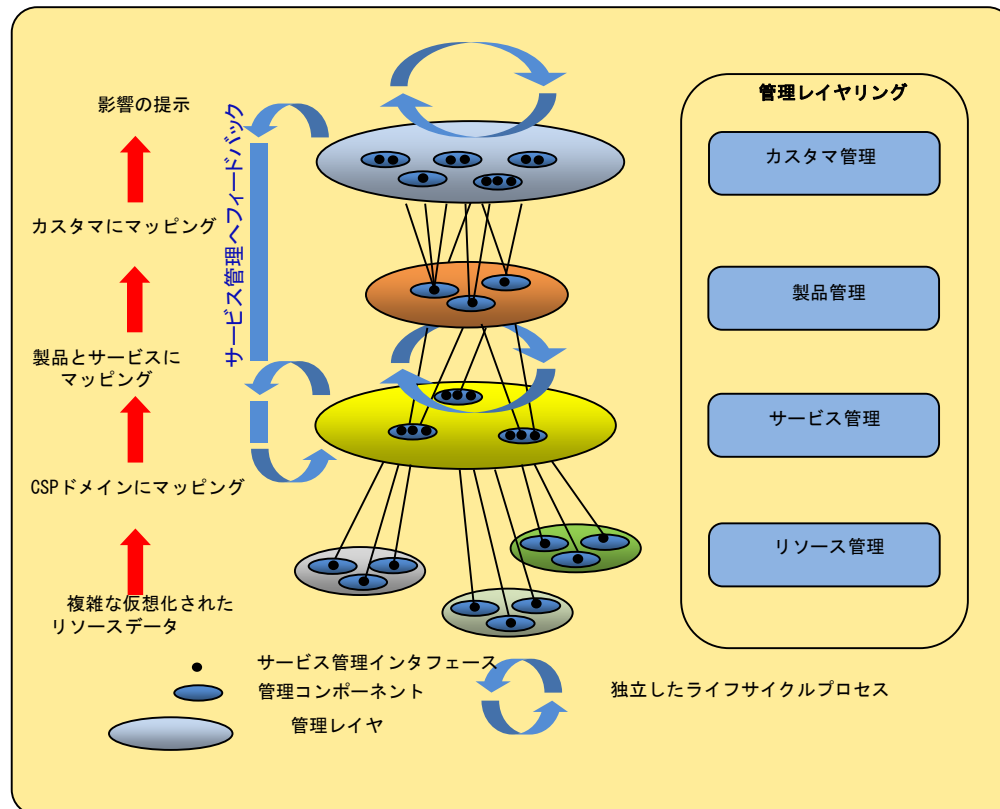 影響の提示
カスタマにマッピング
製品とサービスに
マッピング
CSPドメインにマッピング
複雑な仮想化された
リソースデータ
サービス管理へフィードバック
管理レイヤリング
カスタマ管理
製品管理
サービス管理
リソース管理
サービス管理インタフェース
管理コンポーネント
管理レイヤ
独立したライフサイクルプロセス